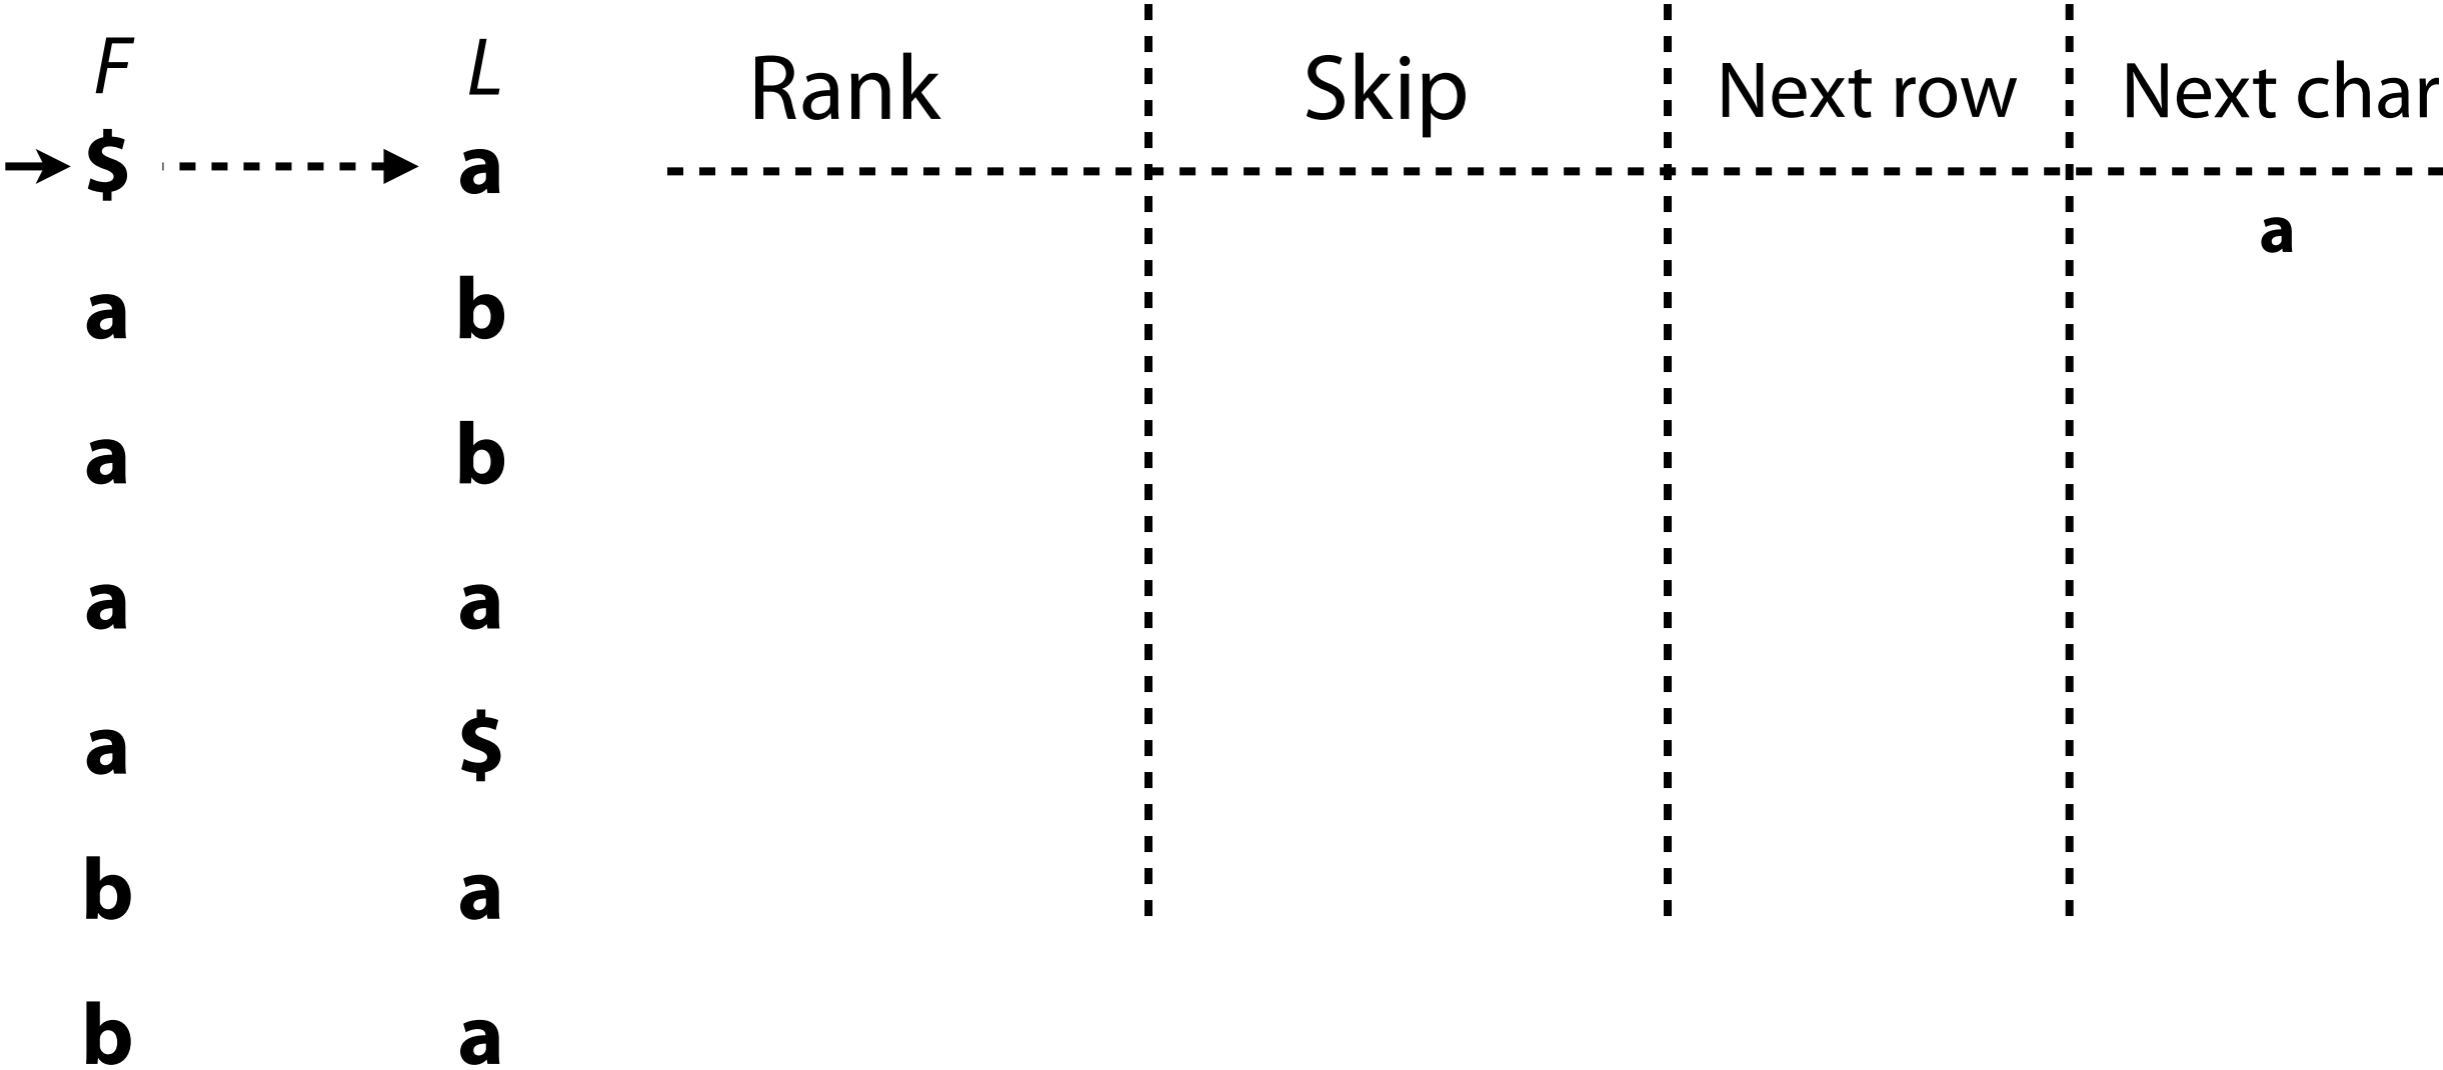 F L Rank Skip Next row Next char
$ a
a
a b
a b
a a
a $
b a
b a